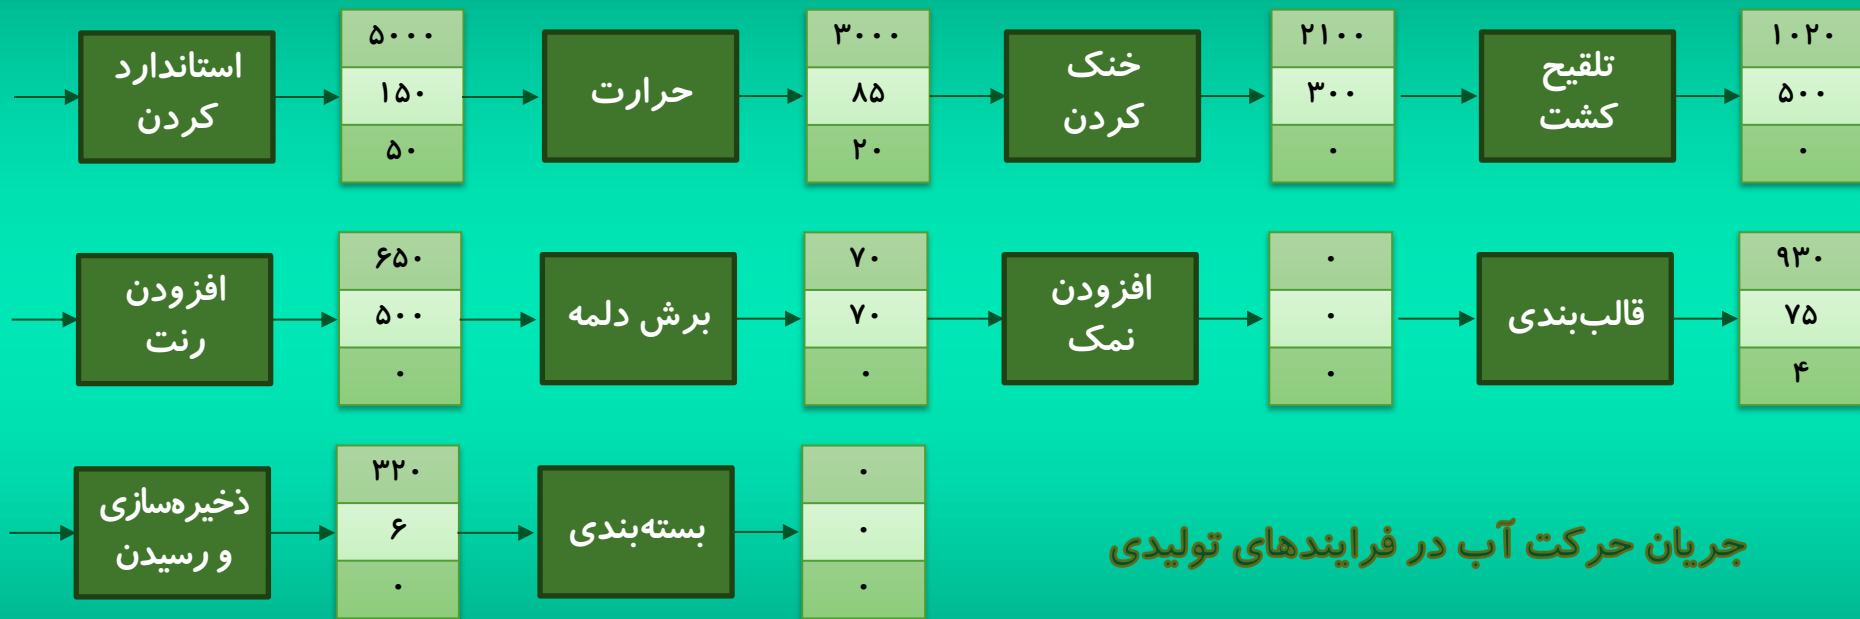 استاندارد
کردن
۵۰۰۰
۱۵۰
۵۰
حرارت
۳۰۰۰
۸۵
۲۰
خنک
کردن
۲۱۰۰
۳۰۰
۰
تلقیح
کشت
۱۰۲۰
۵۰۰
۰
افزودن
رنت
۶۵۰
۵۰۰
۰
برش دلمه
۷۰
۷۰
۰
افزودن
نمک
۰
۰
۰
قالب‌بندی
۹۳۰
۷۵
۴
ذخیره‌سازی
و رسیدن
۳۲۰
۶
۰
بسته‌بندی
۰
۰
۰
جریان حرکت آب در فرایندهای تولیدی